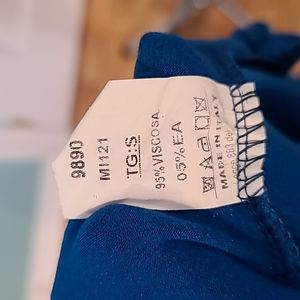 9890
MI121
TG:S
95%VISCOSA
05%EA
MADE IN ITALY